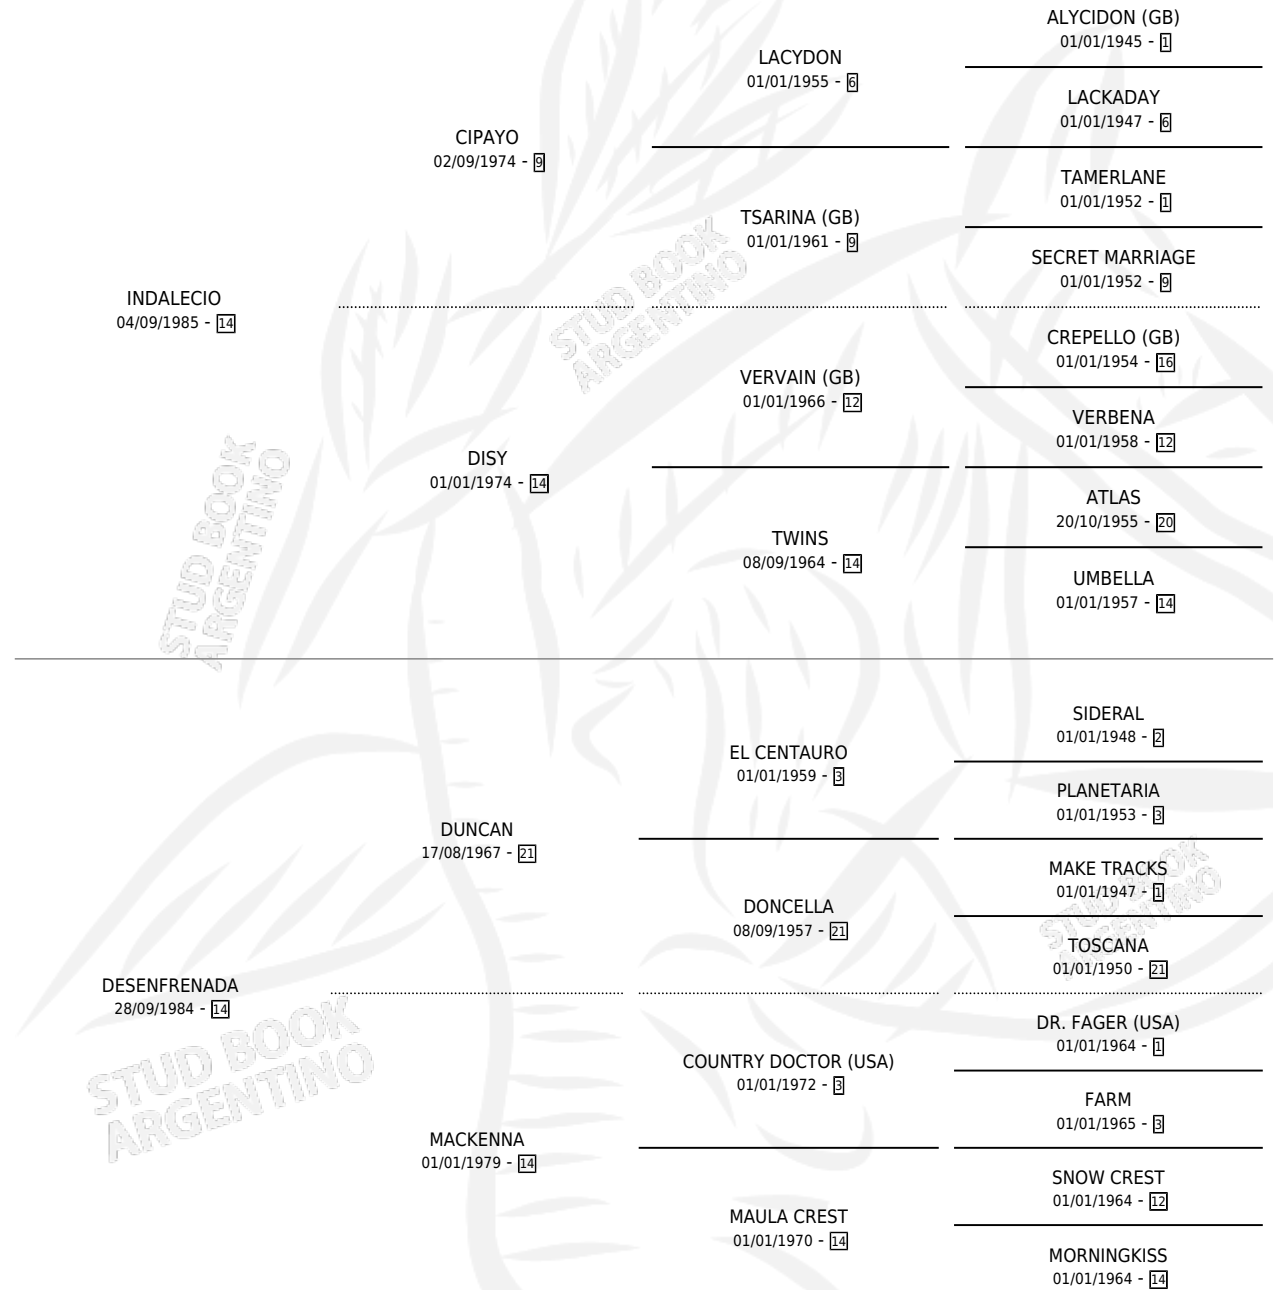 ALYCIDON (GB)
01/01/1945 - 1
LACYDON
01/01/1955 - 6
LACKADAY
01/01/1947 - 6
CIPAYO
02/09/1974 - 9
TAMERLANE
01/01/1952 - 1
TSARINA (GB)
01/01/1961 - 9
SECRET MARRIAGE
01/01/1952 - 9
INDALECIO
04/09/1985 - 14
CREPELLO (GB)
01/01/1954 - 16
VERVAIN (GB)
01/01/1966 - 12
VERBENA
01/01/1958 - 12
DISY
01/01/1974 - 14
ATLAS
20/10/1955 - 20
TWINS
08/09/1964 - 14
UMBELLA
01/01/1957 - 14
STUD BOOK
ARGENTINO
STUD BOOK
ARGENTINO
SIDERAL
01/01/1948 - 2
EL CENTAURO
01/01/1959 - 3
PLANETARIA
01/01/1953 - 3
DUNCAN
17/08/1967 - 21
MAKE TRACKS
01/01/1947 - 1
DONCELLA
08/09/1957 - 21
TOSCANA
01/01/1950 - 21
STUD BOOK
ARGENTINO
DESENFRENADA
28/09/1984 - 14
DR. FAGER (USA)
01/01/1964 - 1
COUNTRY DOCTOR (USA)
01/01/1972 - 3
FARM
01/01/1965 - 3
MACKENNA
01/01/1979 - 14
SNOW CREST
01/01/1964 - 12
MAULA CREST
01/01/1970 - 14
MORNINGKISS
01/01/1964 - 14
STUD BOOK
ARGENTINO